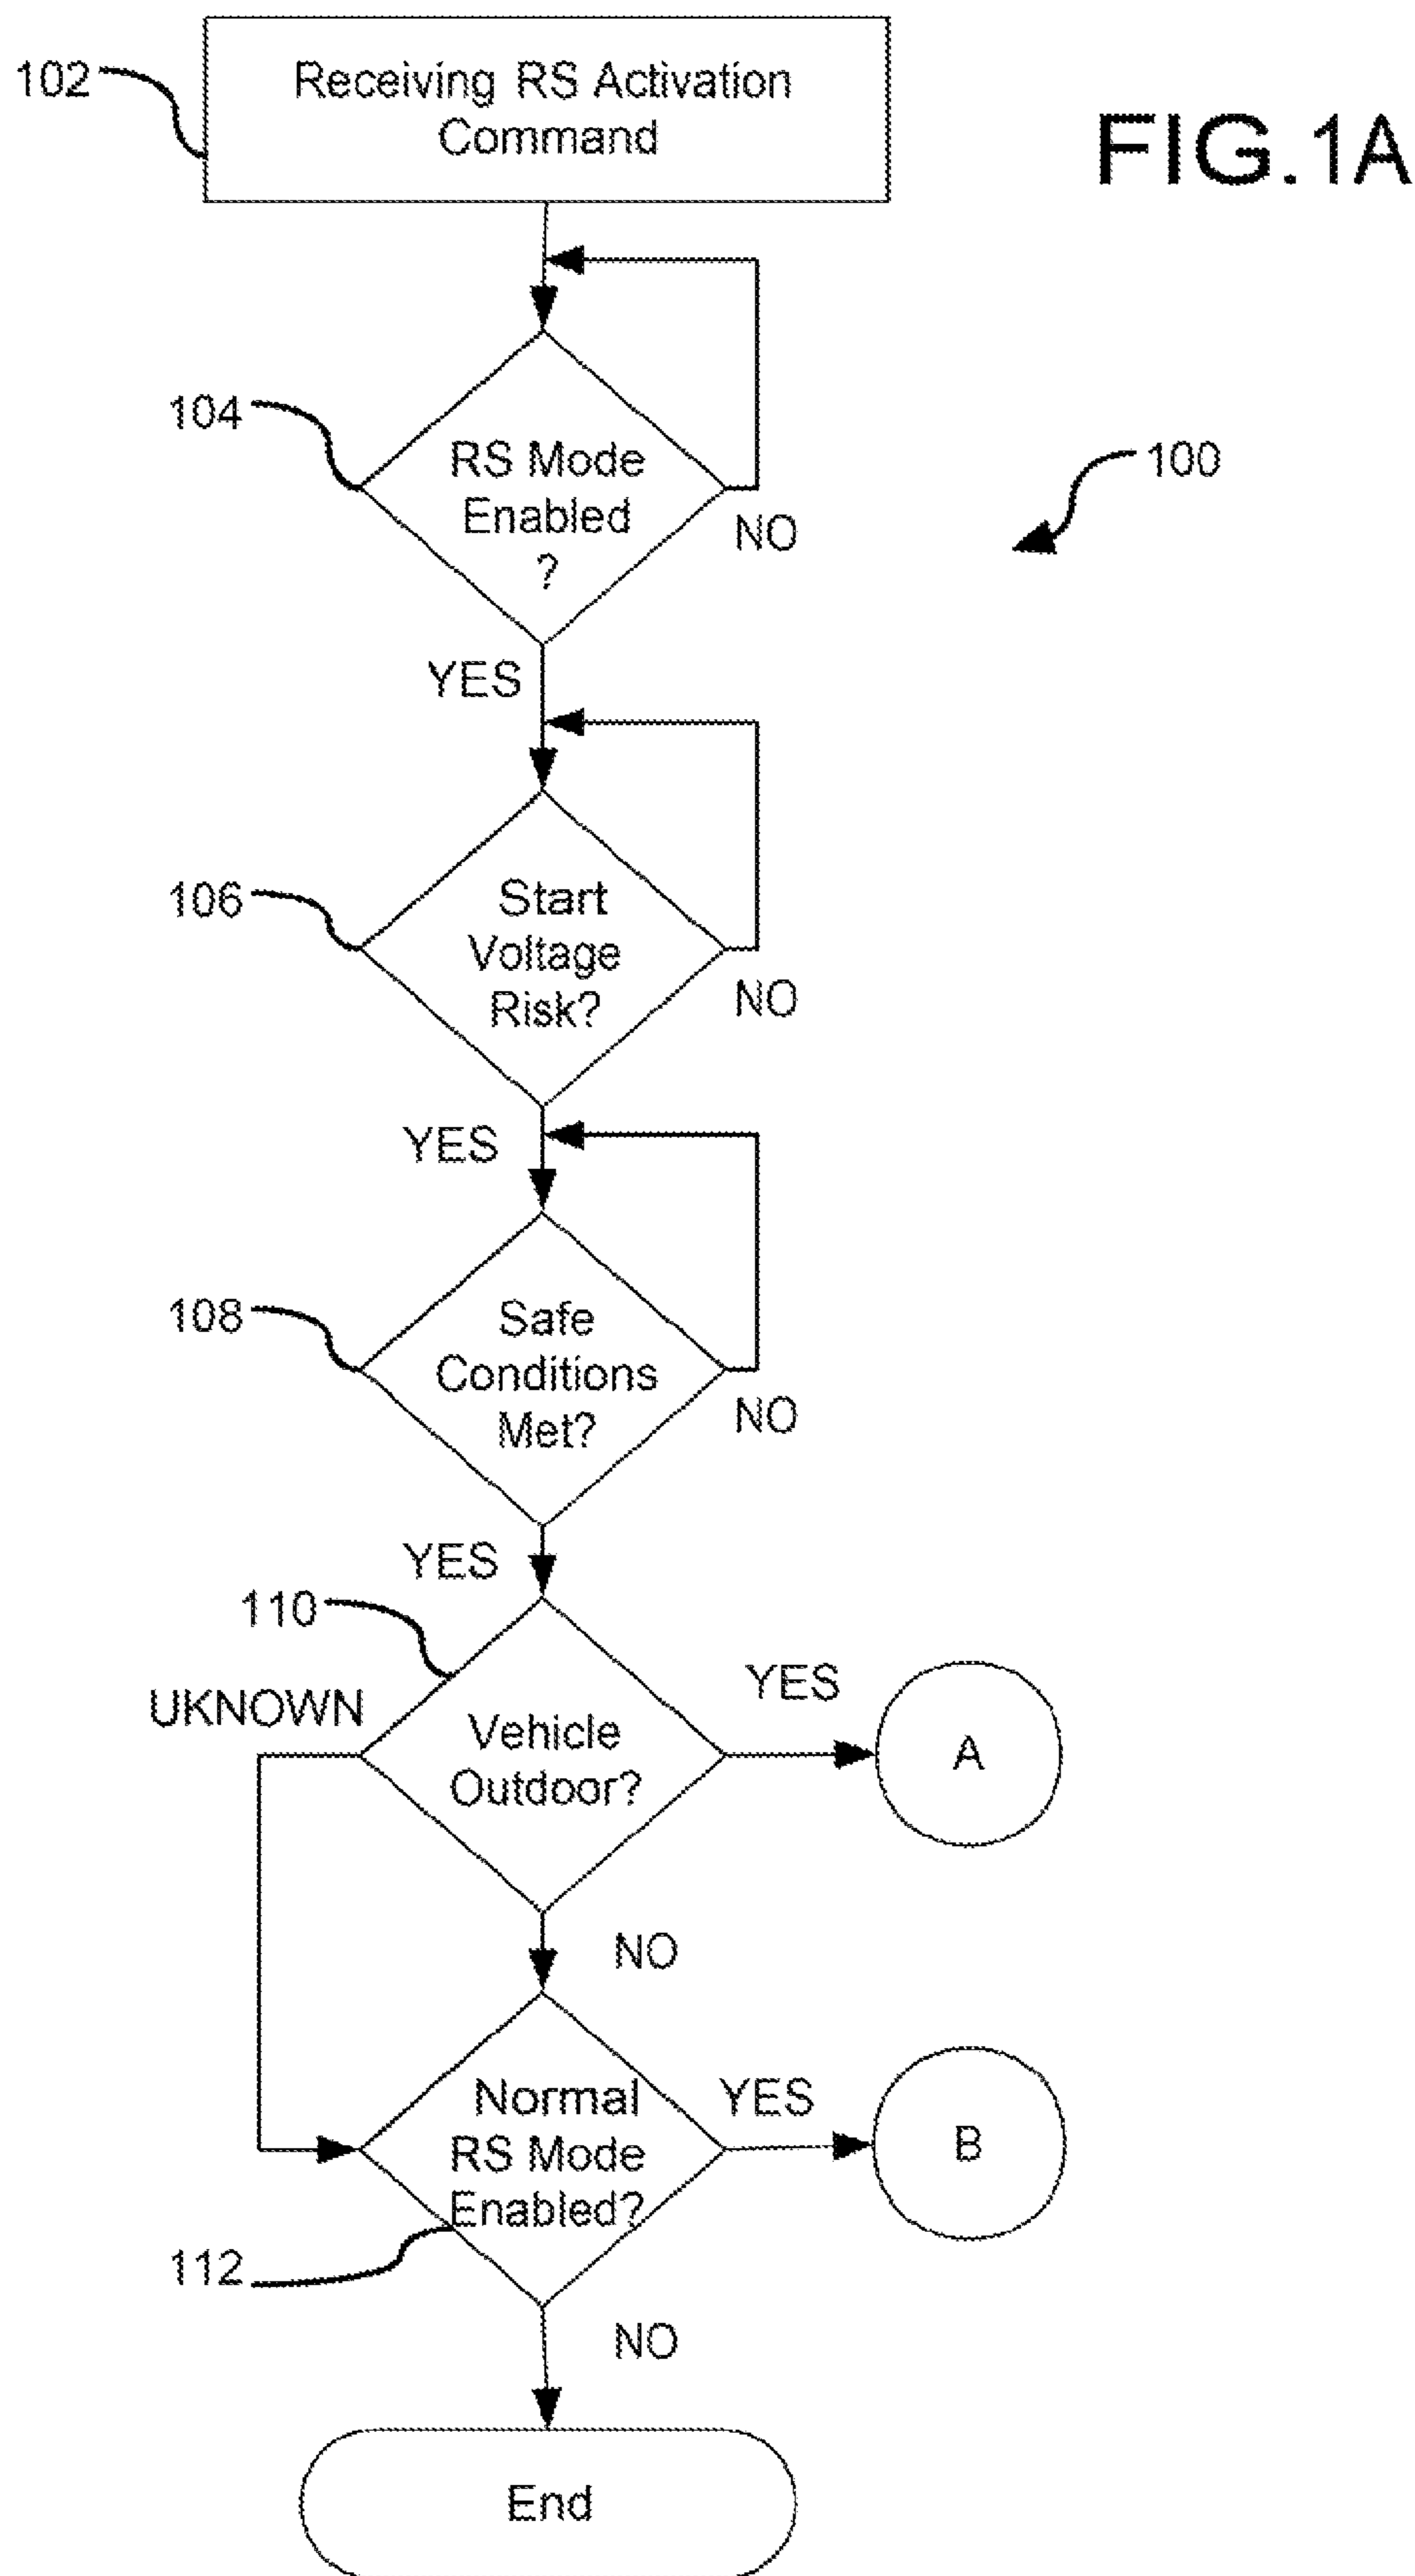 102
Receiving RS Activation
Command
FIG.1A
104
RS Mode
Enabled
?
NO
100
YES
106
Start
Voltage
Risk?
NO
YES
108
Safe
Conditions
Met?
NO
YES
110
UKNOWN
Vehicle
Outdoor?
YES
A
NO
Normal
RS Mode
Enabled?
YES
B
112
NO
End